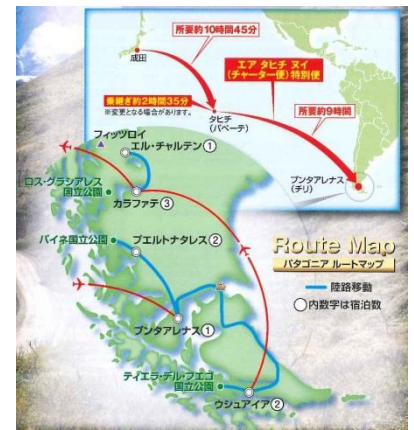 所要約10時間45分
成田
エア タヒチ ヌイ
(チャーター便)特別便
乗継ぎ約2時間35分
※変更となる場合があります。
タヒチ
(パペーテ)
所要約9時間
プンタアレナス
(チリ)
フィッツロイ
エル・チャルテン①
ロス・グラシアレス
国立公園
カラファテ③
パイネ国立公園
プエルトナタレス②
Route Map
パタゴニア ルートマップ
陸路移動
○内数字は宿泊数
プンタアレナス①
ティエラ・デル・フエゴ
国立公園
ウシュアイア②